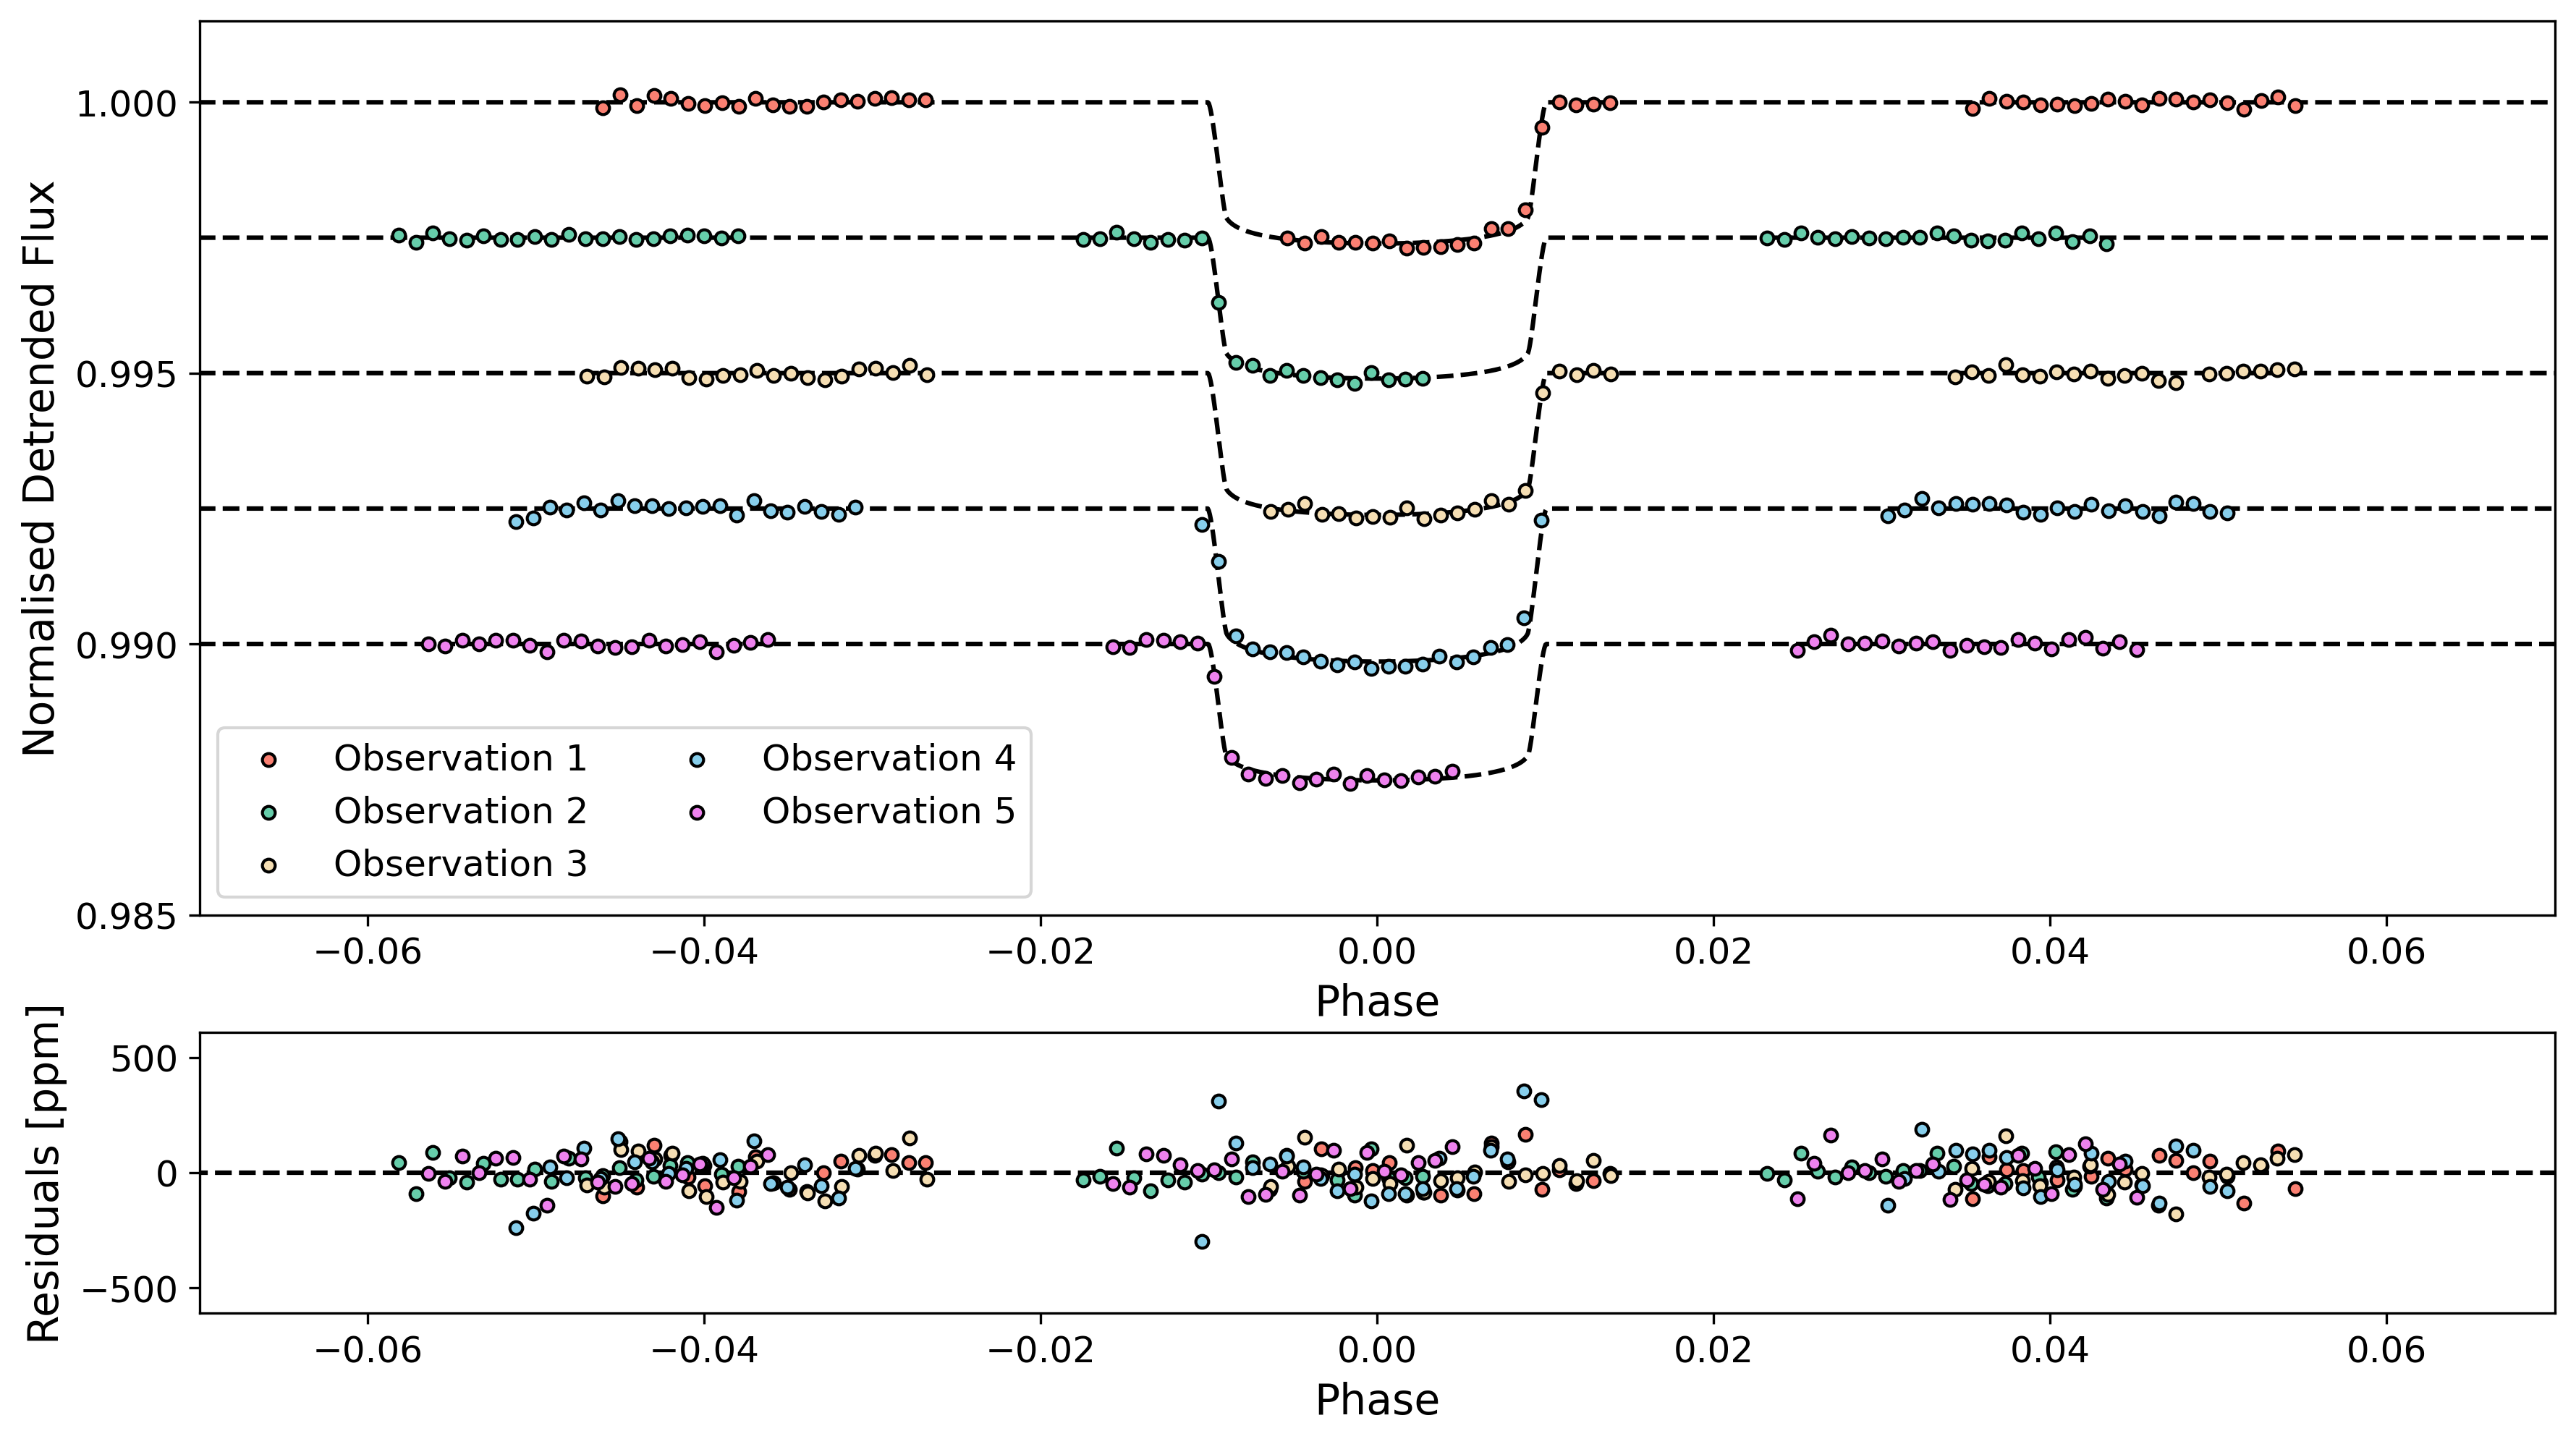 Normalised Detrended Flux
1.000
0.995
0.990
0.985
Observation 1
Observation 2
Observation 3
Observation 4
Observation 5
−0.06 −0.04 −0.02 0.00 0.02 0.04 0.06
Phase
Residuals [ppm]
500
0
−500
−0.06 −0.04 −0.02 0.00 0.02 0.04 0.06
Phase